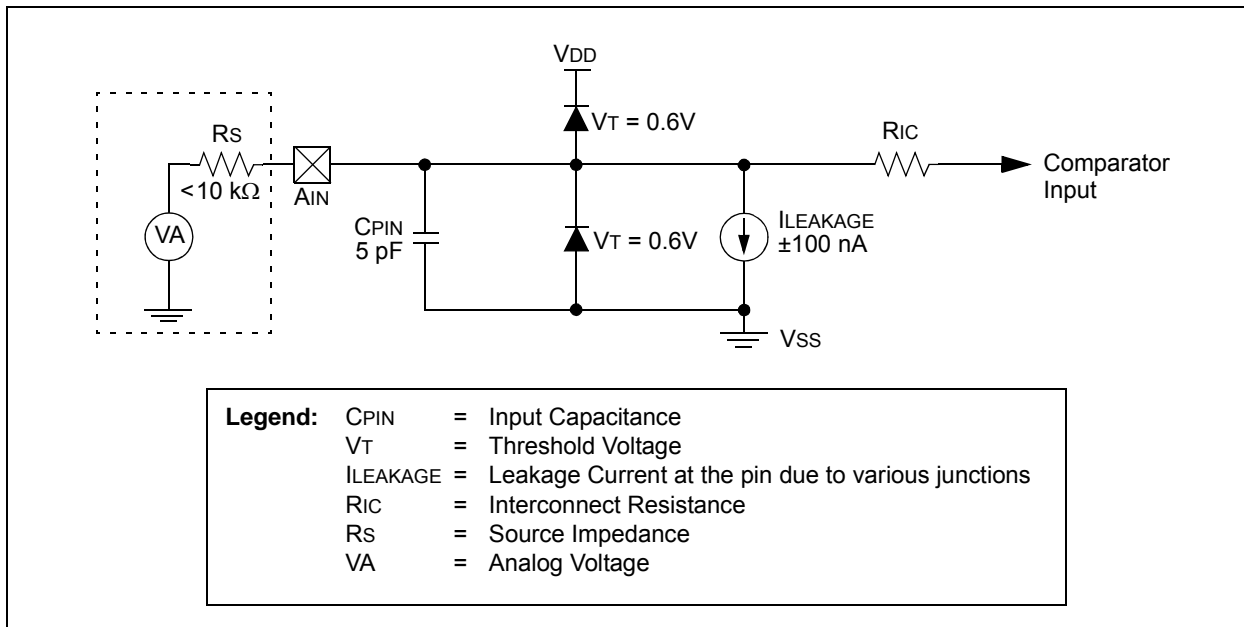 VDD
VT = 0.6V
RS
<10 kΩ
AIN
VA
CPIN
5 pF
VT = 0.6V
ILEAKAGE
±100 nA
RIC
Comparator
Input
VSS
Legend: CPIN = Input Capacitance
VT = Threshold Voltage
ILEAKAGE = Leakage Current at the pin due to various junctions
RIC = Interconnect Resistance
RS = Source Impedance
VA = Analog Voltage